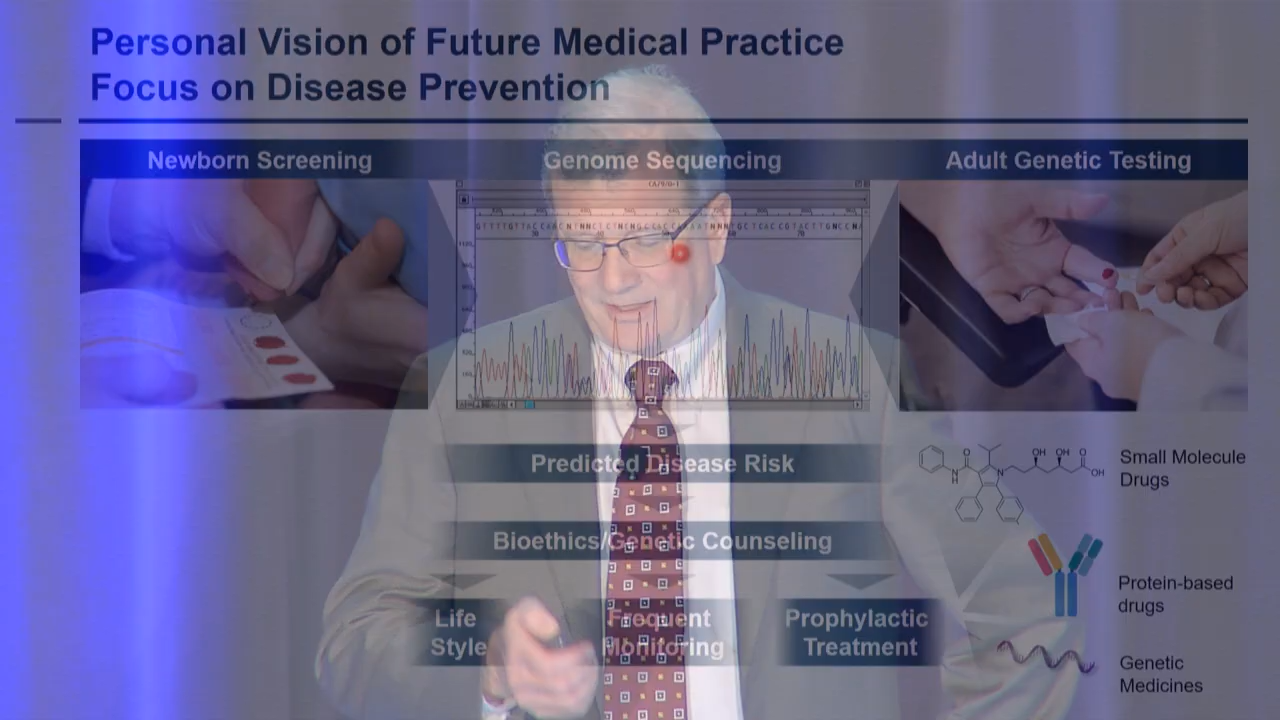 Personal Vision of Future Medical Practice
Focus on Disease Prevention
Newborn Screening
Genome Sequencing
Adult Genetic Testing
Predicted Disease Risk
Bioethics/Genetic Counseling
Life
Style
Frequent
Monitoring
Prophylactic
Treatment
Small Molecule
Drugs
Protein-based
drugs
Genetic
Medicines